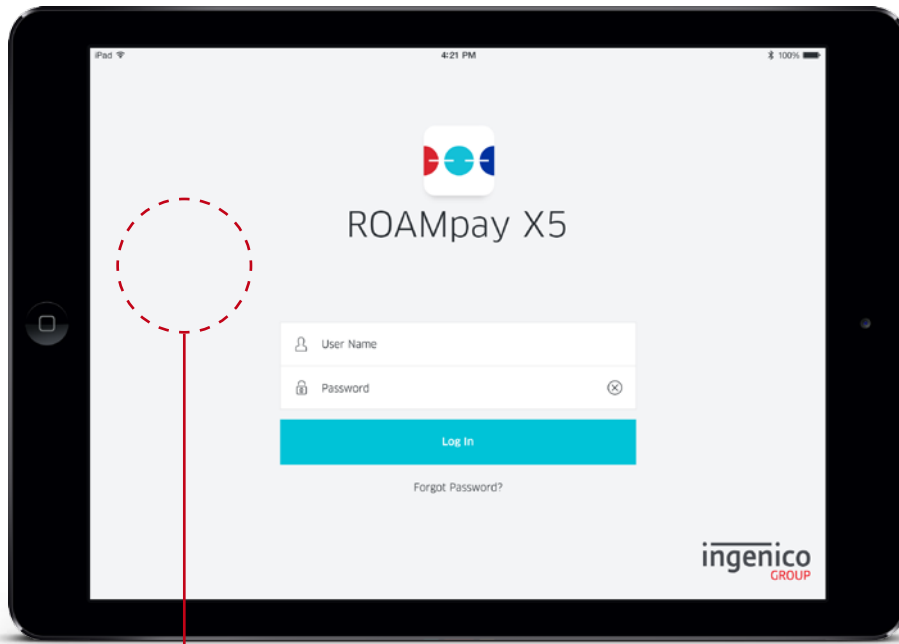 iPad 4:21 PM 100%
ROAMpay X5
User Name
Password
Log In
Forgot Password?
ingenico
GROUP